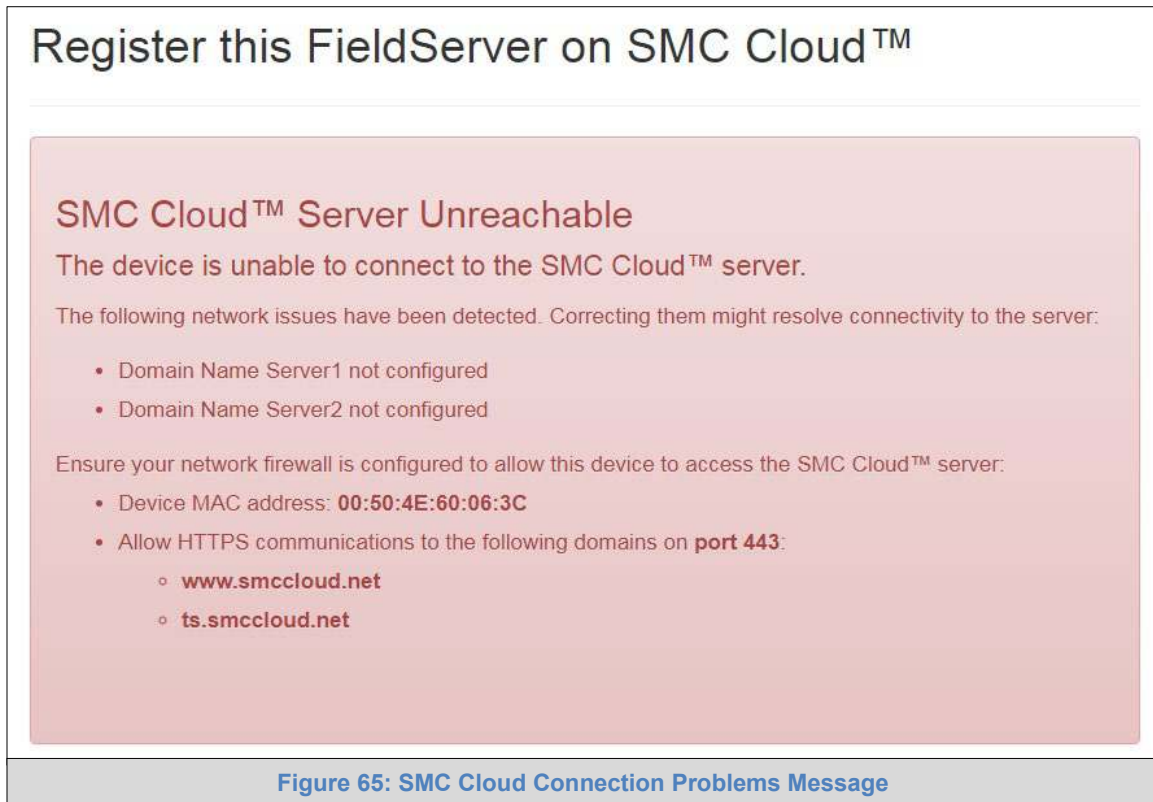 Register this FieldServer on SMC Cloud™
SMC Cloud™ Server Unreachable
The device is unable to connect to the SMC Cloud™ server.
The following network issues have been detected. Correcting them might resolve connectivity to the server:
• Domain Name Server1 not configured
• Domain Name Server2 not configured
Ensure your network firewall is configured to allow this device to access the SMC Cloud™ server:
• Device MAC address: 00:50:4E:60:06:3C
• Allow HTTPS communications to the following domains on port 443:
◦ www.smccloud.net
◦ ts.smccloud.net
Figure 65: SMC Cloud Connection Problems Message